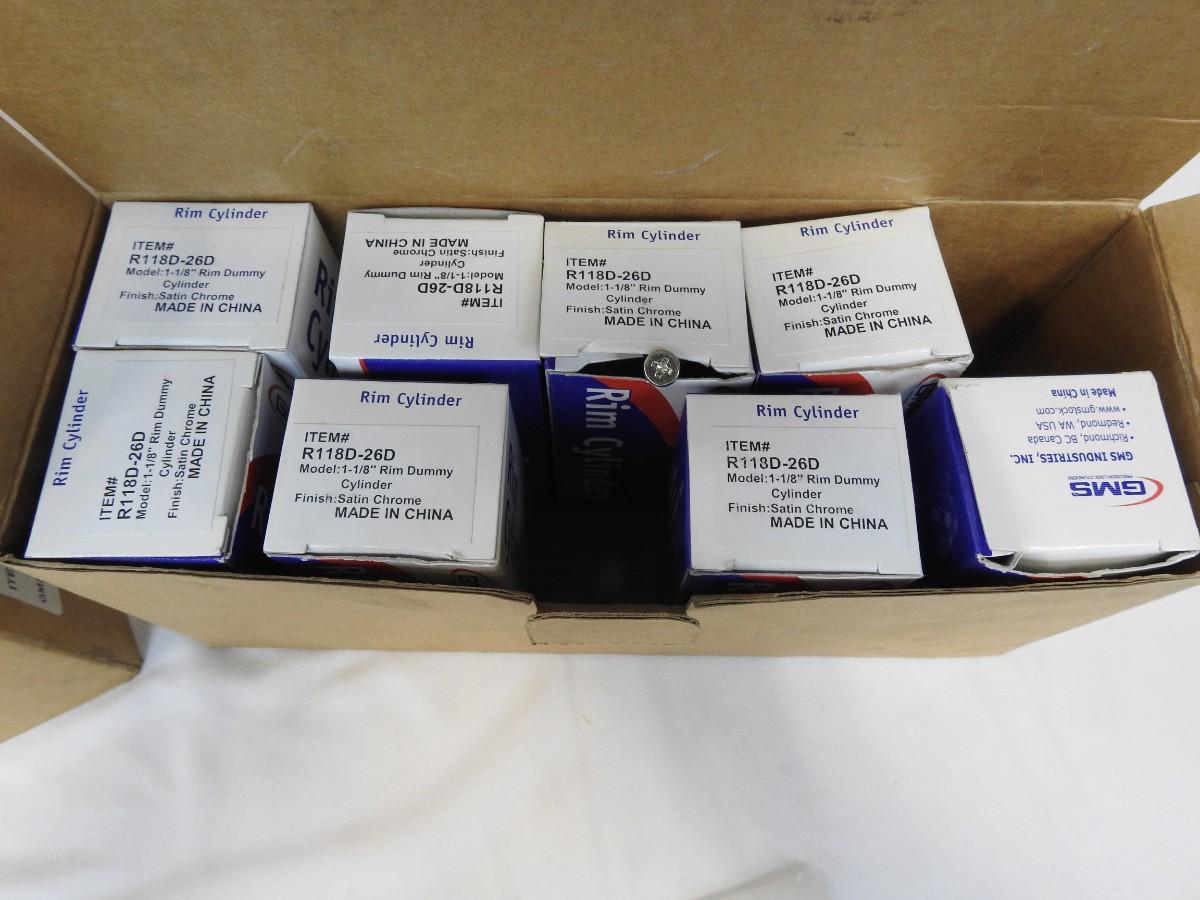 Rim Cylinder
ITEM#
R118D-26D
Model:1-1/8" Rim Dummy
Cylinder
Finish:Satin Chrome
MADE IN CHINA
Rim Cylinder
ITEM#
R118D-26D
Model:1-1/8" Rim Dummy
Cylinder
Finish:Satin Chrome
MADE IN CHINA
Rim Cylinder
ITEM#
R118D-26D
Model:1-1/8" Rim Dummy
Cylinder
Finish:Satin Chrome
MADE IN CHINA
Rim Cylinder
Rim Cylinder
ITEM#
R118D-26D
Model:1-1/8" Rim Dummy
Cylinder
Finish:Satin Chrome
MADE IN CHINA
Rim Cylinder
ITEM#
R118D-26D
Model:1-1/8" Rim Dummy
Cylinder
Finish:Satin Chrome
MADE IN CHINA
Rim Cylinder
ITEM#
R118D-26D
Model:1-1/8" Rim Dummy
Cylinder
Finish:Satin Chrome
MADE IN CHINA
Rim Cylinder
ITEM#
R118D-26D
Model:1-1/8" Rim Dummy
Cylinder
Finish:Satin Chrome
MADE IN CHINA
GMS
PRECISION LOCK CYLINDERS
GMS INDUSTRIES, INC.
• Richmond, BC Canada
• Redmond, WA USA
• www.gmslock.com
Made in China